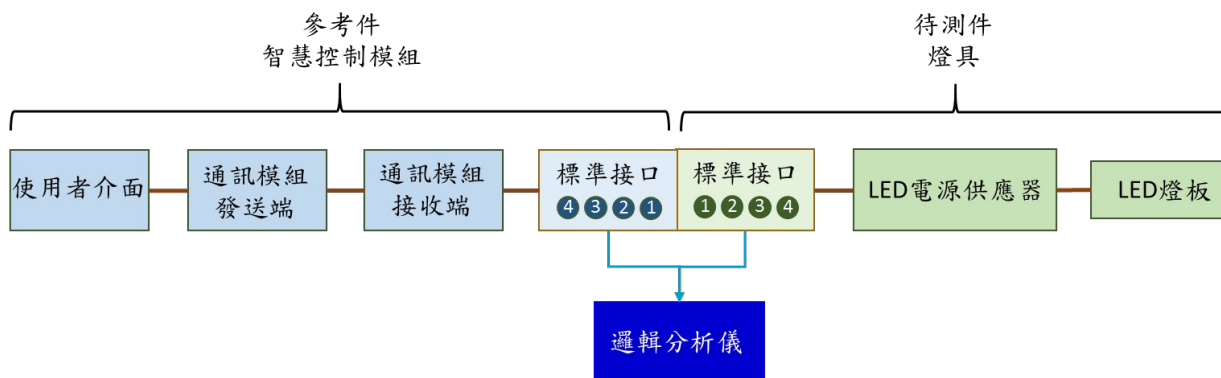 參考件
智慧控制模組
待測件
燈具
使用者介面
通訊模組
發送端
通訊模組
接收端
標準接口
4 3 2 1
標準接口
1 2 3 4
LED電源供應器
LED燈板
邏輯分析儀